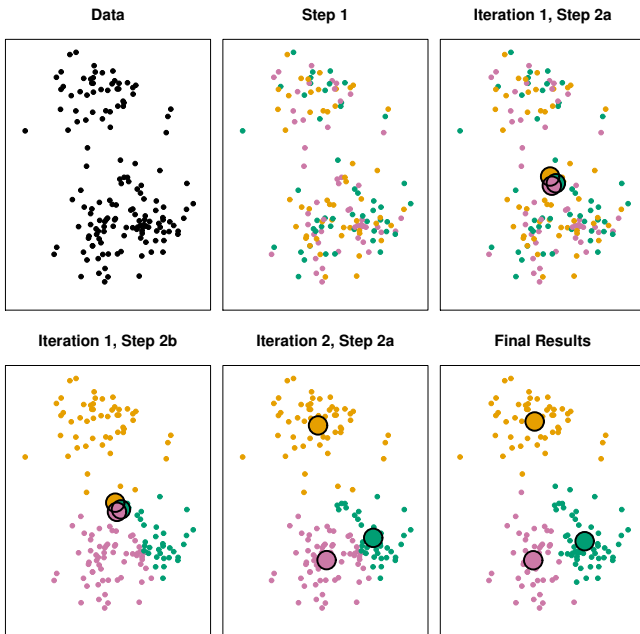 Data
Step 1
Iteration 1, Step 2a
Iteration 1, Step 2b
Iteration 2, Step 2a
Final Results